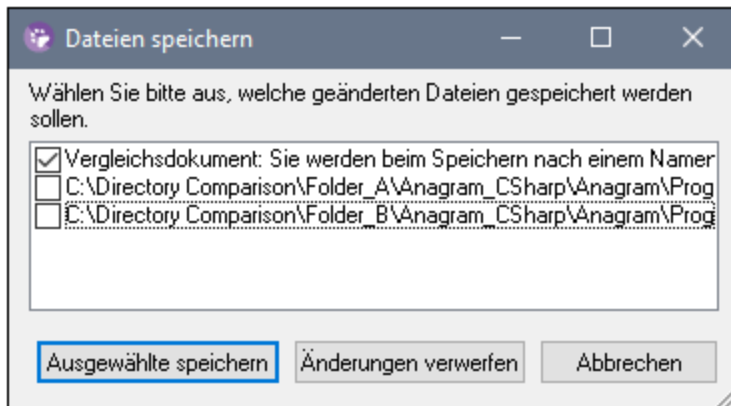 Dateien speichern
Wählen Sie bitte aus, welche geänderten Dateien gespeichert werden
sollen.
Vergleichsdokument: Sie werden beim Speichern nach einem
C:\Directory Comparison\Folder_A\Anagram_CSharp\Anagram\Prog
C:\Directory Comparison\Folder_B\Anagram_CSharp\Anagram\Prog
Ausgewählte speichern Änderungen verwerfen Abbrechen